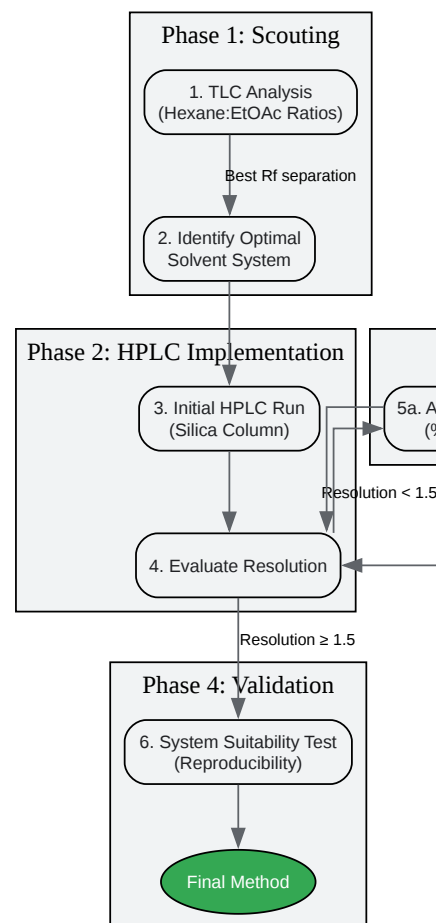 Phase 1: Scouting
1. TLC Analysis
(Hexane:EtOAc Ratios)
Best Rf separation
2. Identify Optimal
Solvent System
Phase 2: HPLC Implementation
3. Initial HPLC Run
(Silica Column)
5a.
Resolution < 1.5
4. Evaluate Resolution
Resolution ≥ 1.5
Phase 4: Validation
6. System Suitability Test
(Reproducibility)
Final Method